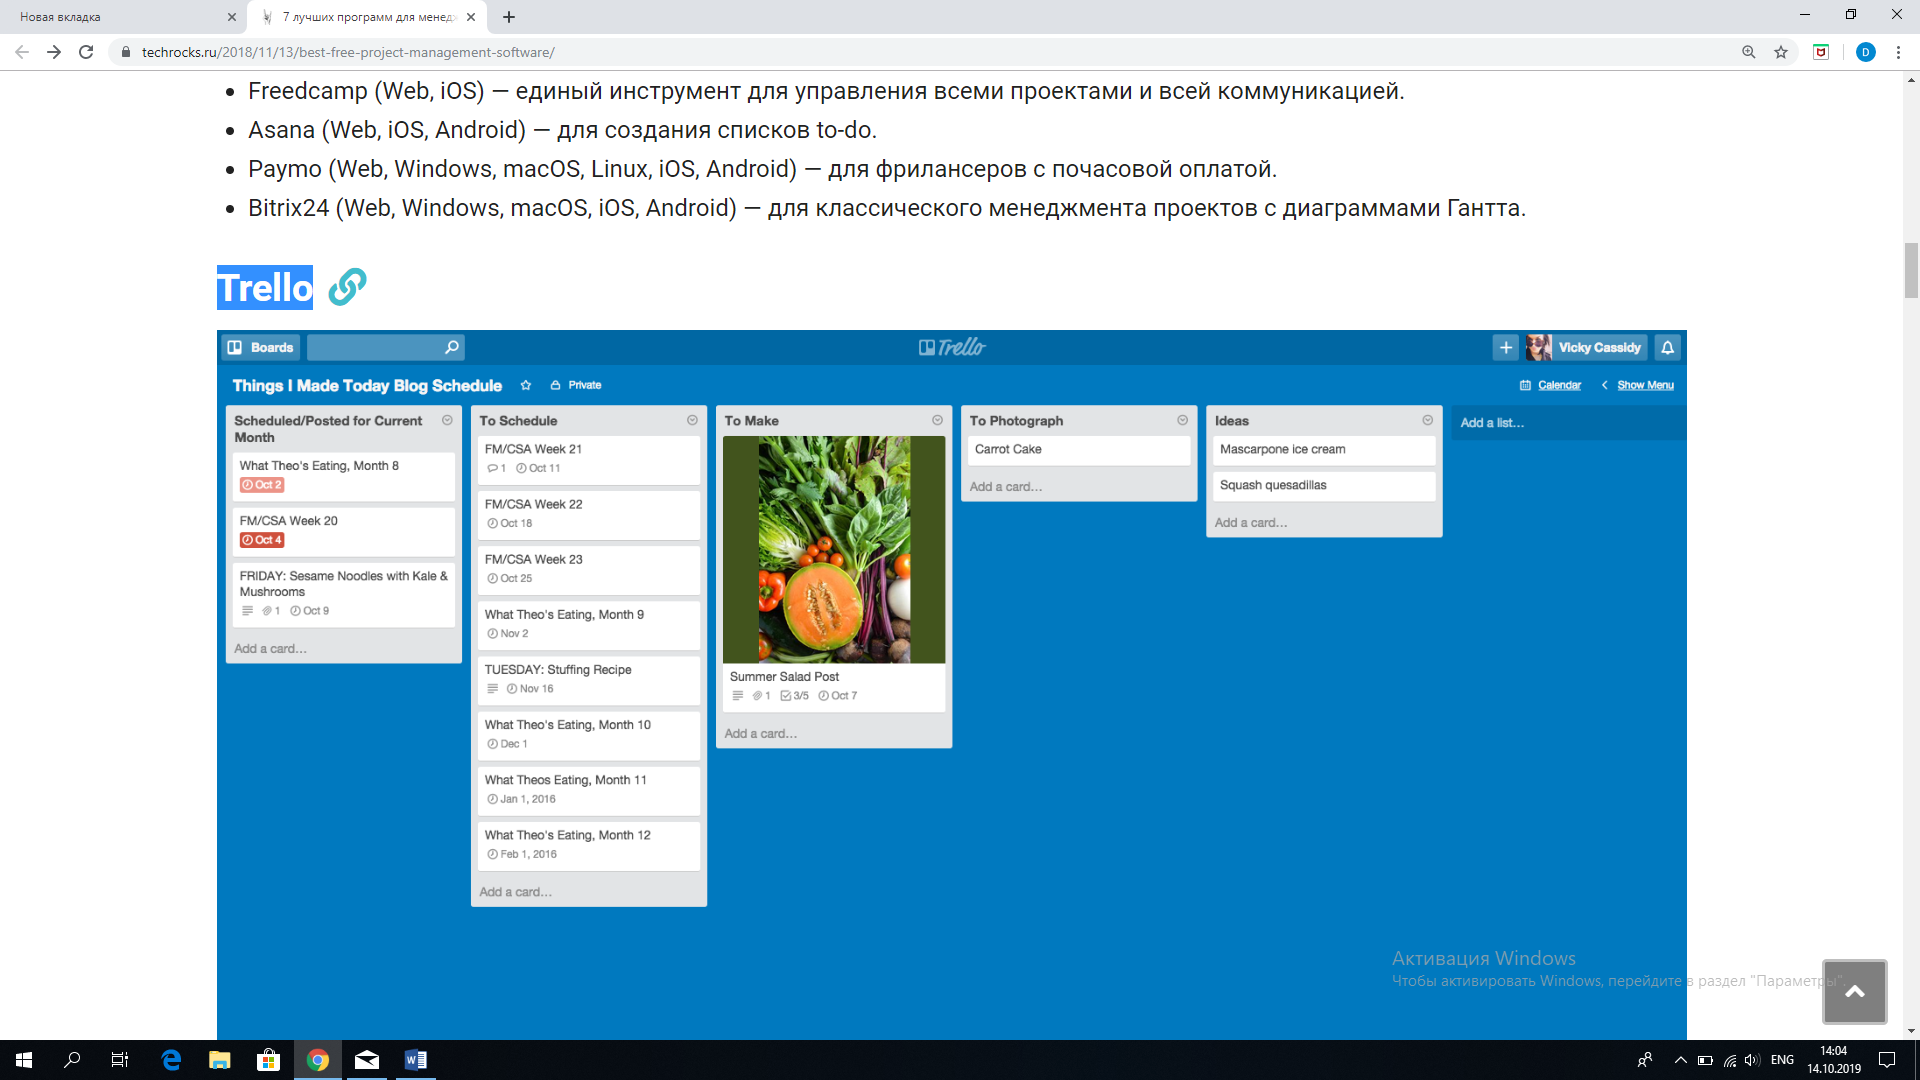 Новая вкладка
7 лучших программ для менед
techrocks.ru/2018/11/13/best-free-project-management-software/
D
Freedcamp (Web, iOS) — единый инструмент для управления всеми проектами и всей коммуникацией.
Asana (Web, iOS, Android) — для создания списков to-do.
Paymo (Web, Windows, macOS, Linux, iOS, Android) — для фрилансеров с почасовой оплатой.
Bitrix24 (Web, Windows, macOS, iOS, Android) — для классического менеджмента проектов с диаграммами Гантта.
Trello
Boards
Trello
Vicky Cassidy
Things I Made Today Blog Schedule
Private
Calendar
Show Menu
Scheduled/Posted for Current
Month
What Theo's Eating, Month 8
Oct 2
FM/CSA Week 20
Oct 4
FRIDAY: Sesame Noodles with Kale &
Mushrooms
1 Oct 9
Add a card...
To Schedule
FM/CSA Week 21
1 Oct 11
FM/CSA Week 22
Oct 18
FM/CSA Week 23
Oct 25
What Theo's Eating, Month 9
Nov 2
TUESDAY: Stuffing Recipe
Nov 16
What Theo's Eating, Month 10
Dec 1
What Theos Eating, Month 11
Jan 1, 2016
What Theo's Eating, Month 12
Feb 1, 2016
Add a card...
To Make
Summer Salad Post
1 3/5 Oct 7
Add a card...
To Photograph
Carrot Cake
Add a card...
Ideas
Mascarpone ice cream
Squash quesadillas
Add a card...
Add a list...
Активация Windows
Чтобы активировать Windows, перейдите в раздел "Параметры".
ENG
14:04
14.10.2019